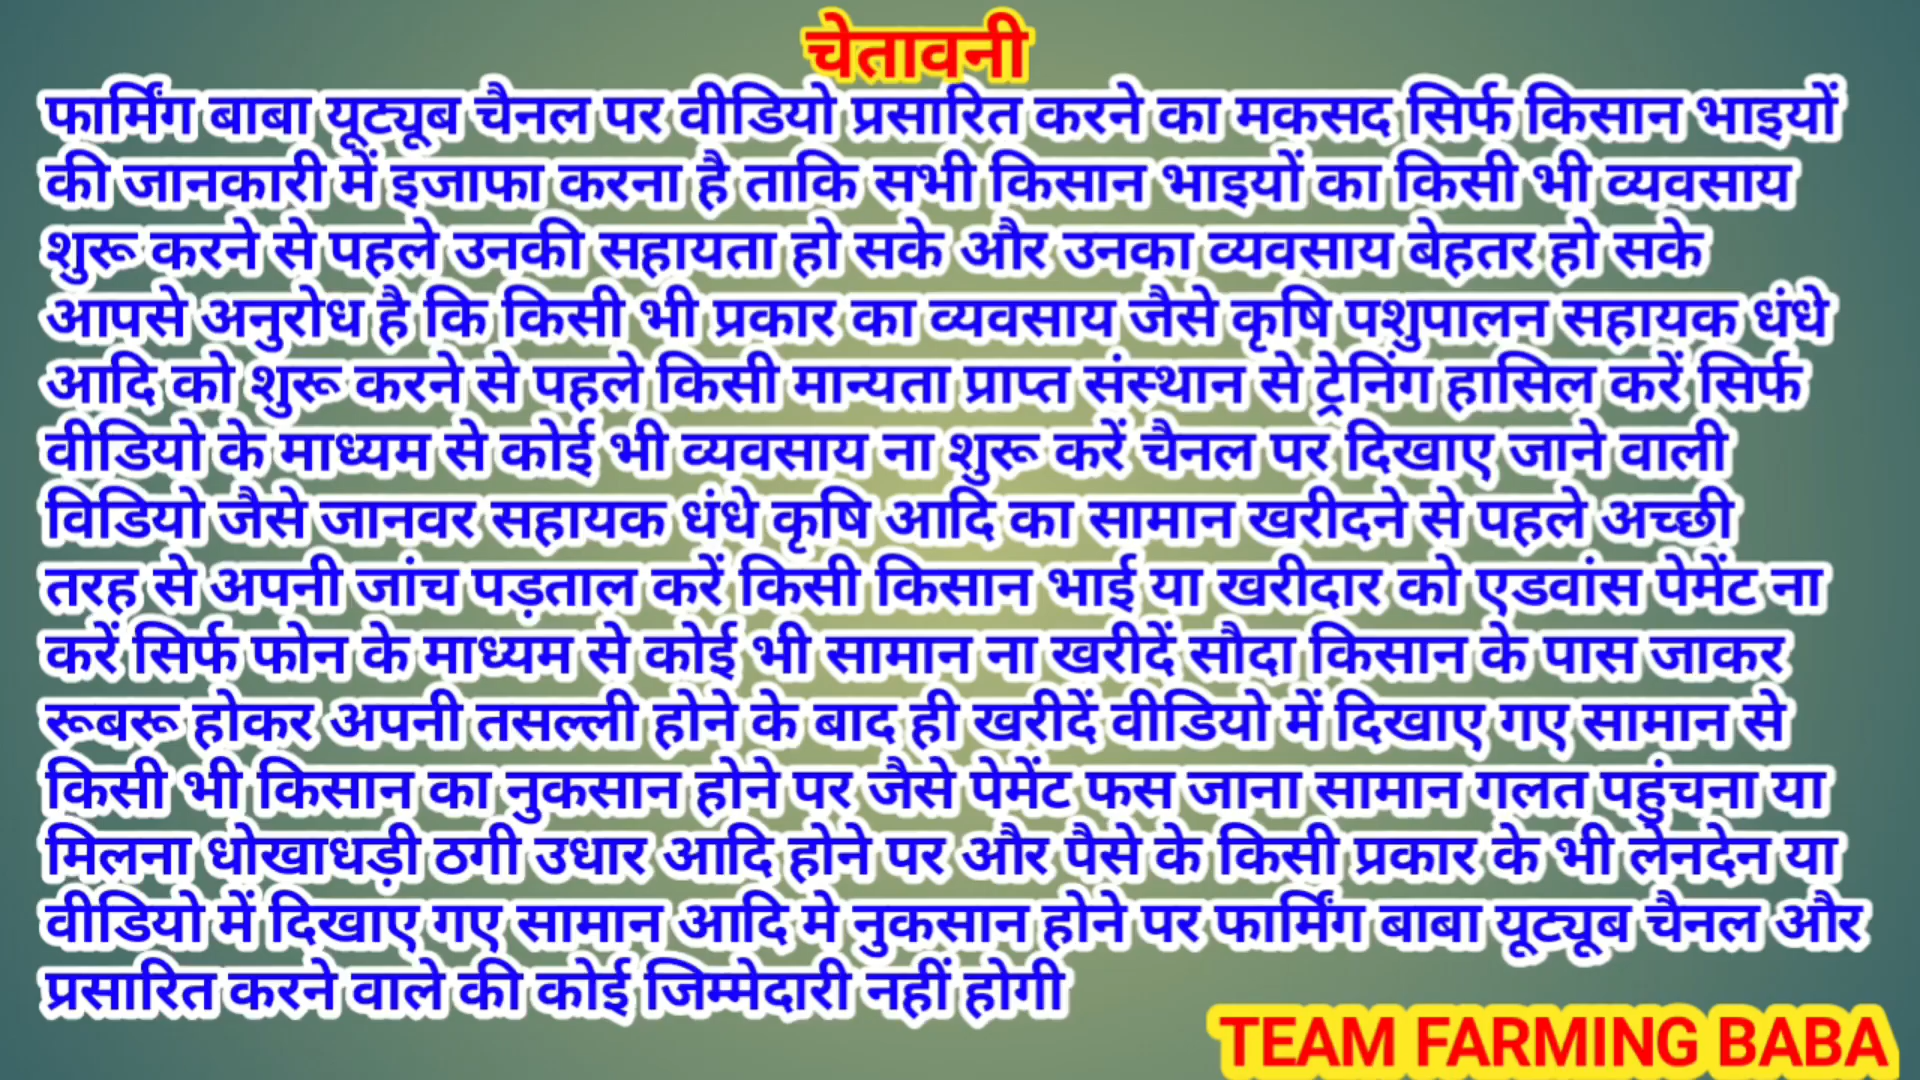 चेतावनी
फार्मिंग बाबा यूट्यूब चैनल पर वीडियो प्रसारित करने का मकसद सिर्फ किसान भाइयों
की जानकारी में इजाफा करना है ताकि सभी किसान भाइयों का किसी भी व्यवसाय
शुरू करने से पहले उनकी सहायता हो सके और उनका व्यवसाय बेहतर हो सके
आपसे अनुरोध है कि किसी भी प्रकार का व्यवसाय जैसे कृषि पशुपालन सहायक धंधे
आदि को शुरू करने से पहले किसी मान्यता प्राप्त संस्थान से ट्रेनिंग हासिल करें सिर्फ
वीडियो के माध्यम से कोई भी व्यवसाय ना शुरू करें चैनल पर दिखाए जाने वाली
विडियो जैसे जानवर सहायक धंधे कृषि आदि का सामान खरीदने से पहले अच्छी
तरह से अपनी जांच पड़ताल करें किसी किसान भाई या खरीदार को एडवांस पेमेंट ना
करें सिर्फ फोन के माध्यम से कोई भी सामान ना खरीदें सौदा किसान के पास जाकर
रूबरू होकर अपनी तसल्ली होने के बाद ही खरीदें वीडियो में दिखाए गए सामान से
किसी भी किसान का नुकसान होने पर जैसे पेमेंट फस जाना सामान गलत पहुंचना या
मिलना धोखाधड़ी ठगी उधार आदि होने पर और पैसे के किसी प्रकार के भी लेनदेन या
वीडियो में दिखाए गए सामान आदि मे नुकसान होने पर फार्मिंग बाबा यूट्यूब चैनल और
प्रसारित करने वाले की कोई जिम्मेदारी नहीं होगी
TEAM FARMING BABA